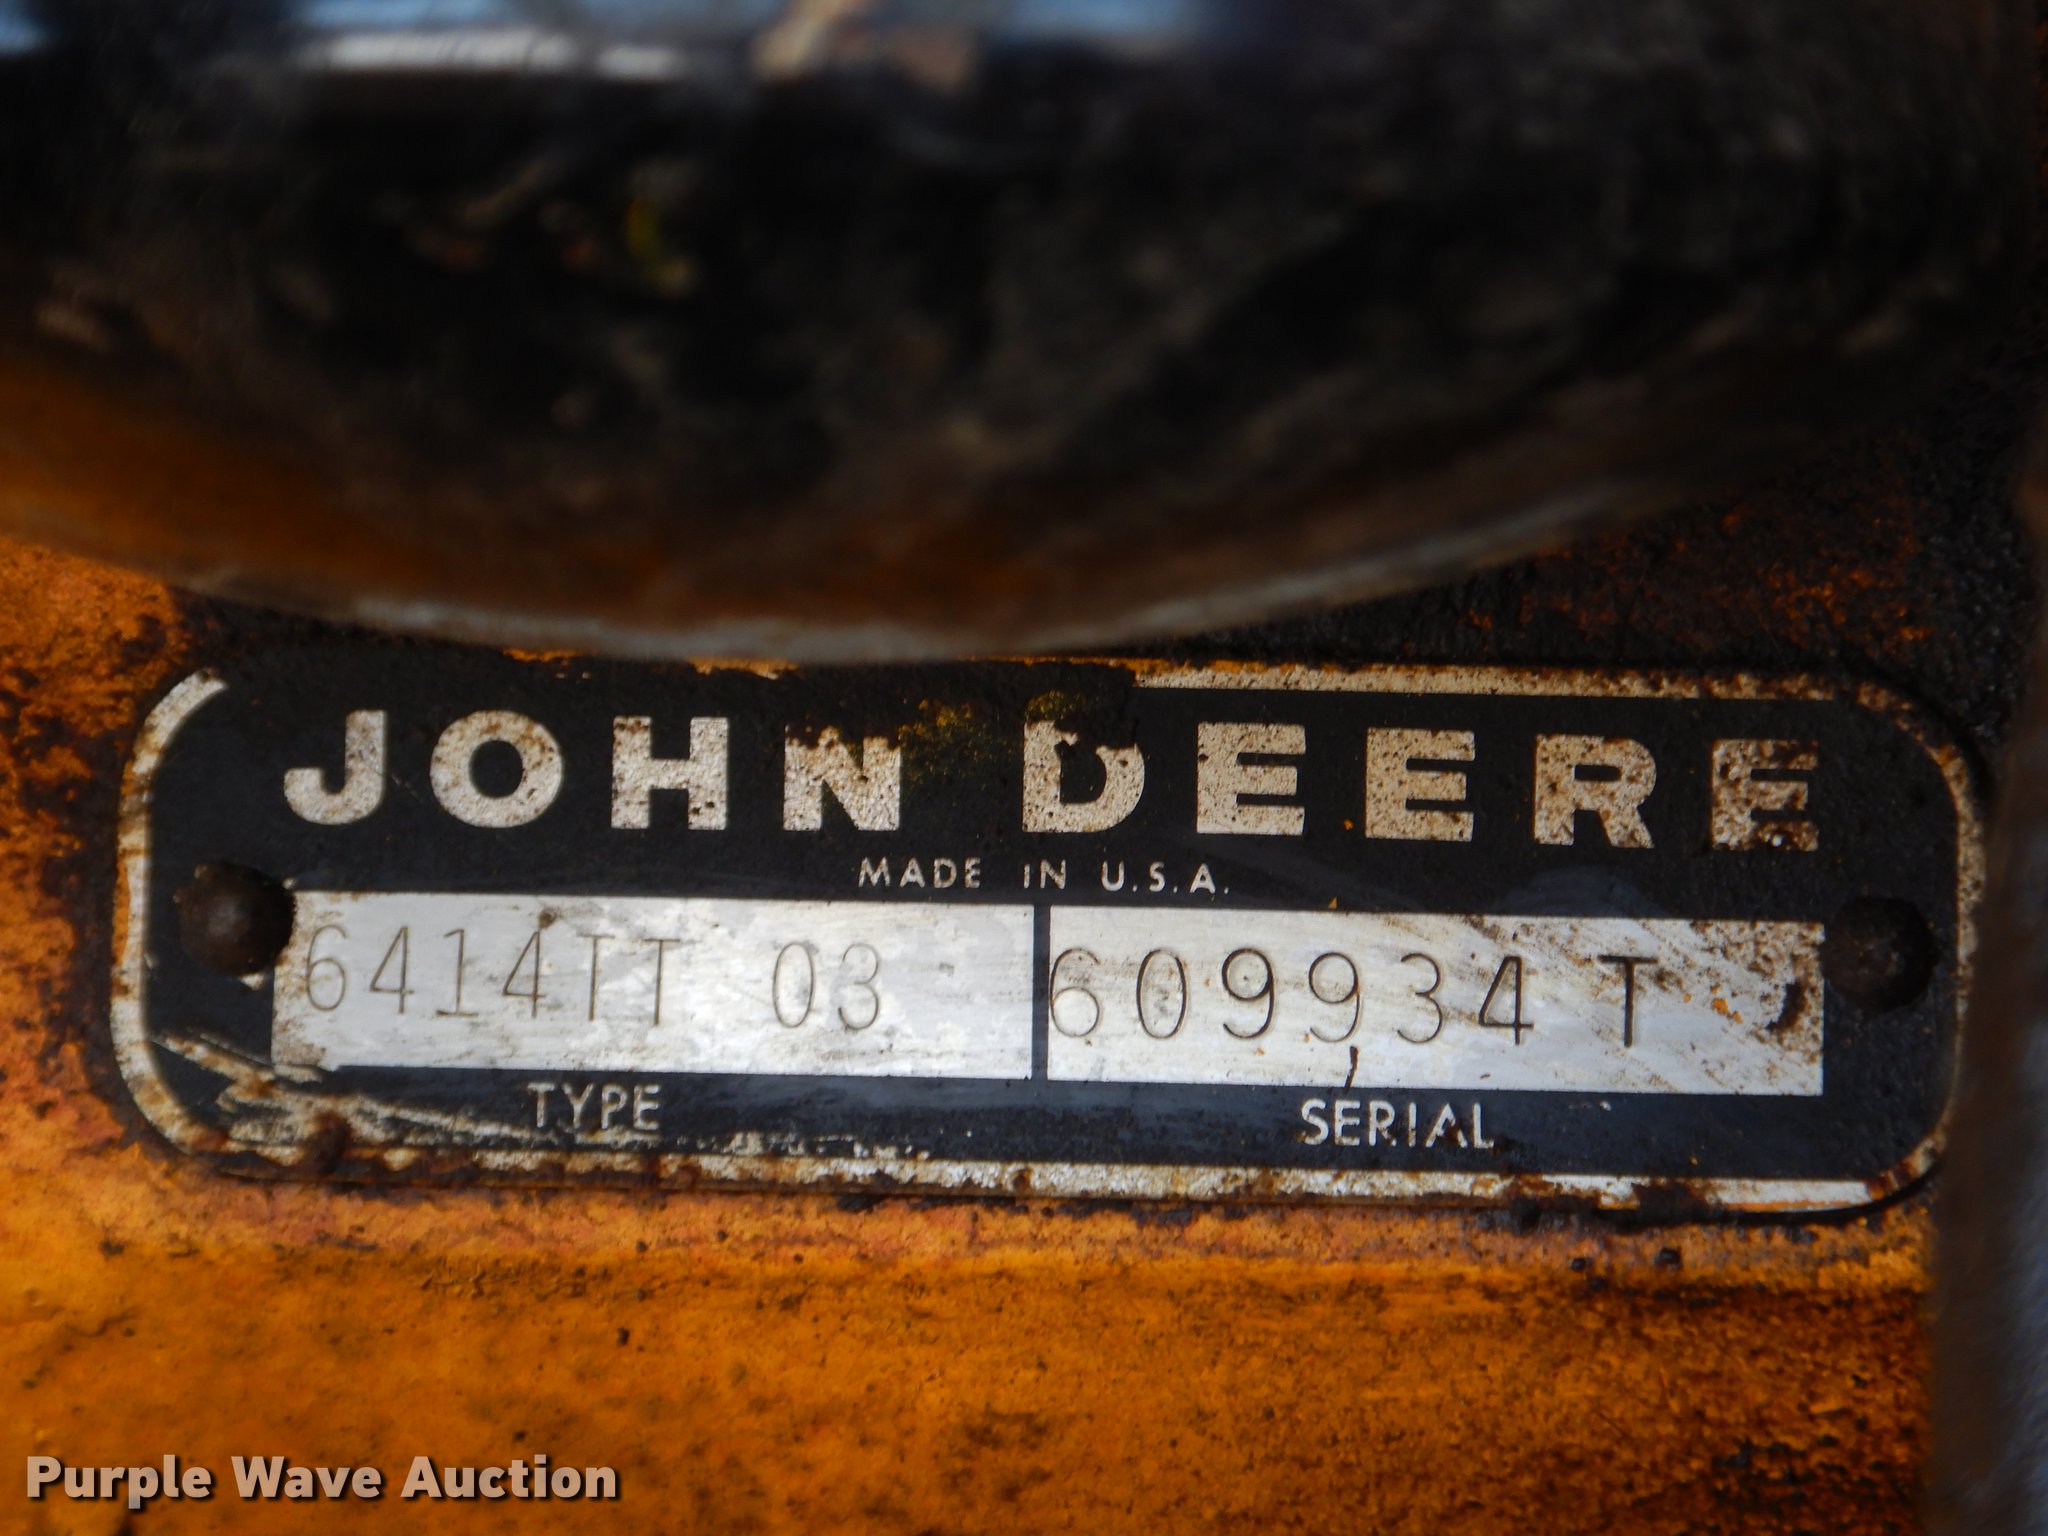 JOHN DEERE
MADE IN U.S.A.
6414TT 03 609934 T
TYPE SERIAL
Purple Wave Auction